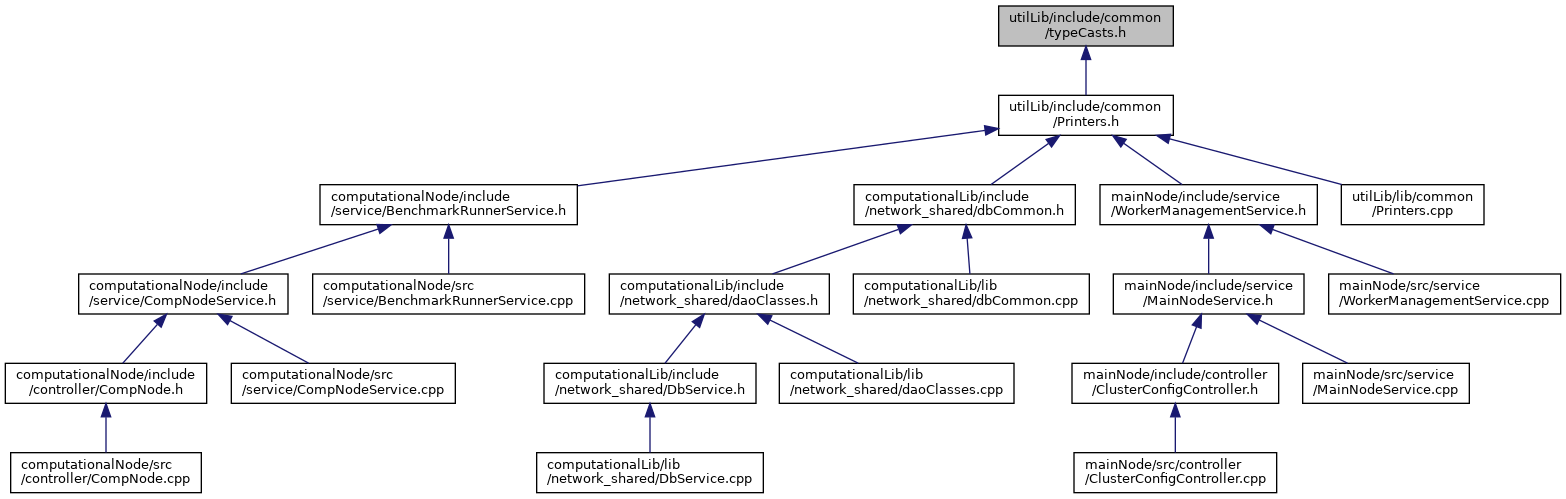 utilLib/include/common
/typeCasts.h
utilLib/include/common
/Printers.h
computationalNode/include
/service/BenchmarkRunnerService.h
computationalLib/include
/network_shared/dbCommon.h
mainNode/include/service
/WorkerManagementService.h
utilLib/lib/common
/Printers.cpp
computationalNode/include
/service/CompNodeService.h
computationalNode/src
/service/BenchmarkRunnerService.cpp
computationalLib/include
/network_shared/daoClasses.h
computationalLib/lib
/network_shared/dbCommon.cpp
mainNode/include/service
/MainNodeService.h
mainNode/src/service
/WorkerManagementService.cpp
computationalNode/include
/controller/CompNode.h
computationalNode/src
/service/CompNodeService.cpp
computationalLib/include
/network_shared/DbService.h
computationalLib/lib
/network_shared/daoClasses.cpp
mainNode/include/controller
/ClusterConfigController.h
mainNode/src/service
/MainNodeService.cpp
computationalNode/src
/controller/CompNode.cpp
computationalLib/lib
/network_shared/DbService.cpp
mainNode/src/controller
/ClusterConfigController.cpp